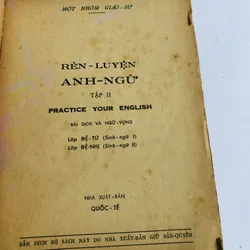 MỘT NHÓM GIÁO-SƯ
RÈN-LUYỆN
ANH-NGỮ
TẬP II
PRACTICE YOUR ENGLISH
BÀI DỊCH VÀ NGỮ-VỰNG
Lớp ĐỆ-TỨ (Sinh-ngữ I)
Lớp ĐỆ-NHỊ (Sinh-ngữ II)
NHÀ XUẤT-BẢN
QUỐC-TẾ
BẢN DỊCH BỘ SÁCH NÀY DO NHÀ XUẤT-BẢN GIỮ BẢN-QUYỀN